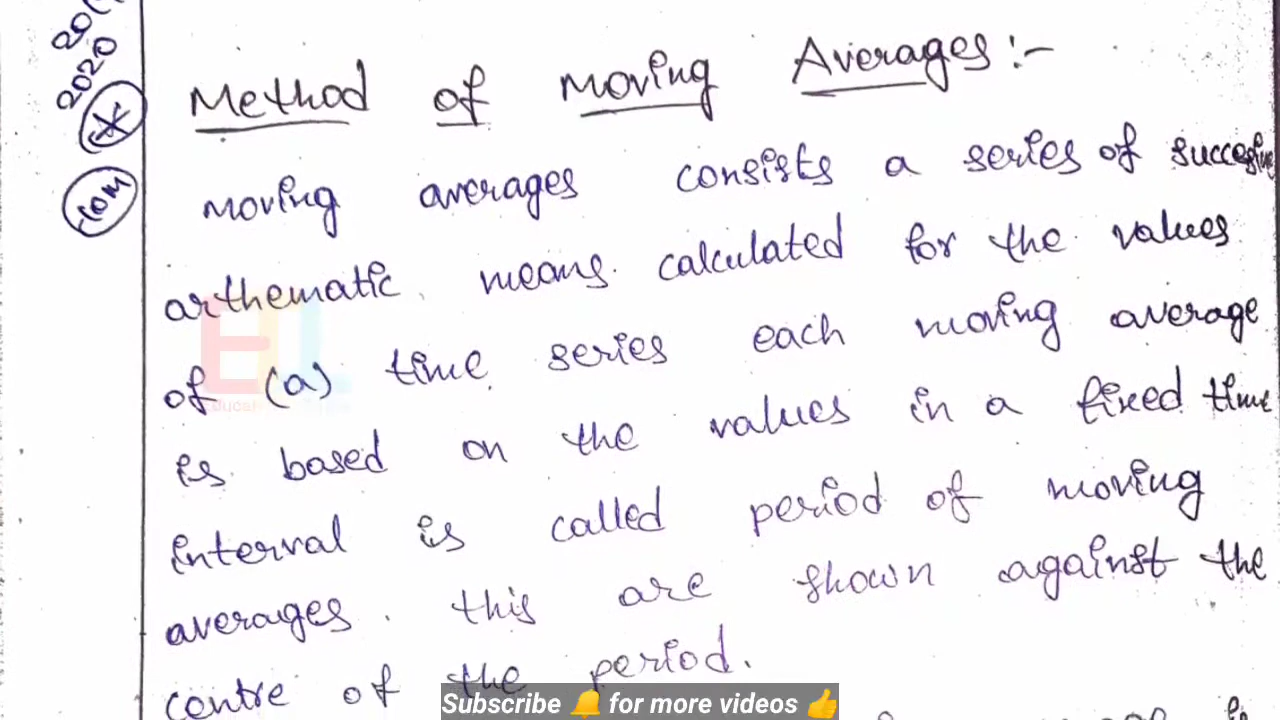 2020
10M
Method of Moving Averages :-
moving averages consists a series of succesive
arthematic means calculated for the values
of (a) time series each moving average
is based on the values in a fixed time
interval is called period of moving
averages. this are shown against the
centre of the period.
Subscribe 🔔 for more videos 👍